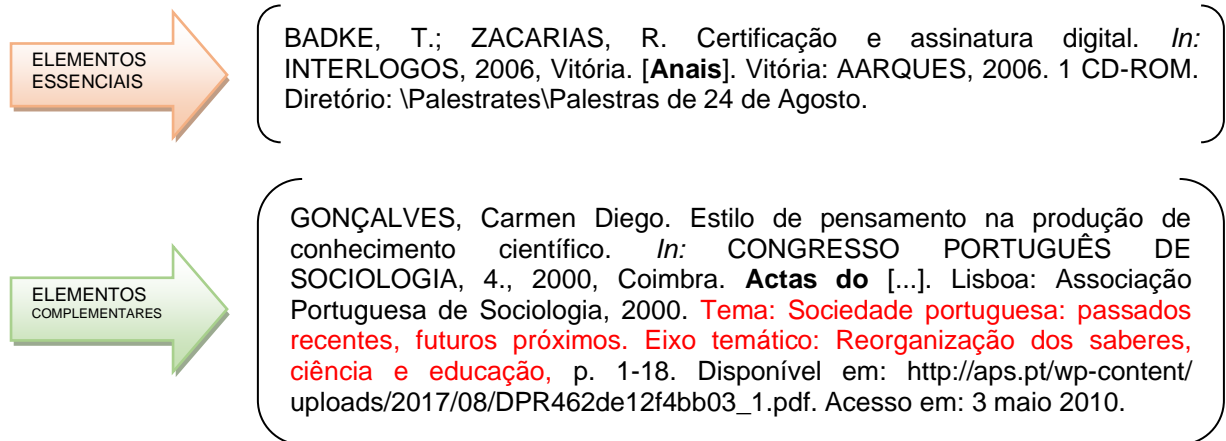 ELEMENTOS
ESSENCIAIS
BADKE, T.; ZACARIAS, R. Certificação e assinatura digital. In:
INTERLOGOS, 2006, Vitória. [Anais]. Vitória: AARQUES, 2006. 1 CD-ROM.
Diretório: \Palestrates\Palestras de 24 de Agosto.
ELEMENTOS
COMPLEMENTARES
GONÇALVES, Carmen Diego. Estilo de pensamento na produção de
conhecimento científico. In: CONGRESSO PORTUGUÊS DE
SOCIOLOGIA, 4., 2000, Coimbra. Actas do [...]. Lisboa: Associação
Portuguesa de Sociologia, 2000. Tema: Sociedade portuguesa: passados
recentes, futuros próximos. Eixo temático: Reorganização dos saberes,
ciência e educação, p. 1-18. Disponível em: http://aps.pt/wp-content/
uploads/2017/08/DPR462de12f4bb03_1.pdf. Acesso em: 3 maio 2010.